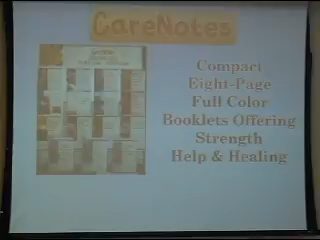 CareNotes
Compact
Eight-Page
Full Color
Booklets Offering
Strength
Help & Healing